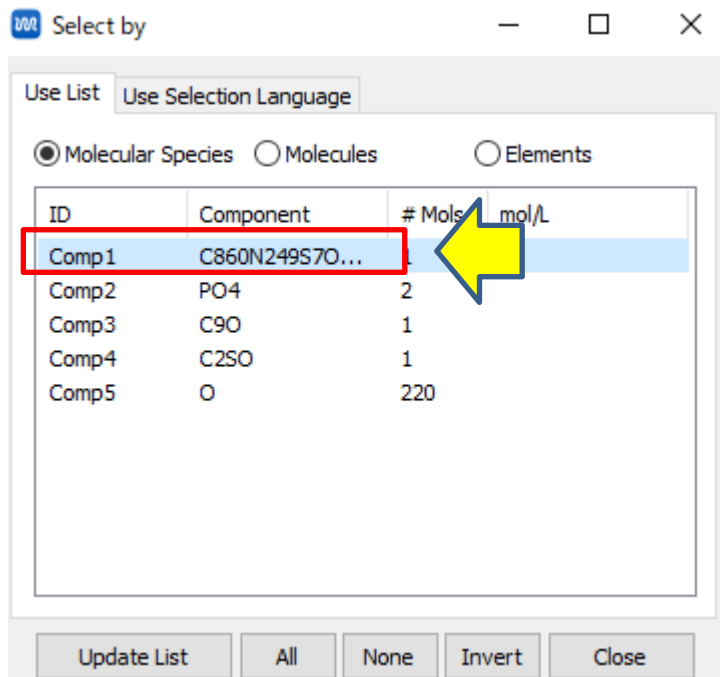 Select by
Use List Use Selection Language
Molecular Species Molecules Elements
ID Component # Mols mol/L
Comp1 C860N249S7O... 1
Comp2 PO4 2
Comp3 C9O 1
Comp4 C2SO 1
Comp5 O 220
Update List All None Invert Close